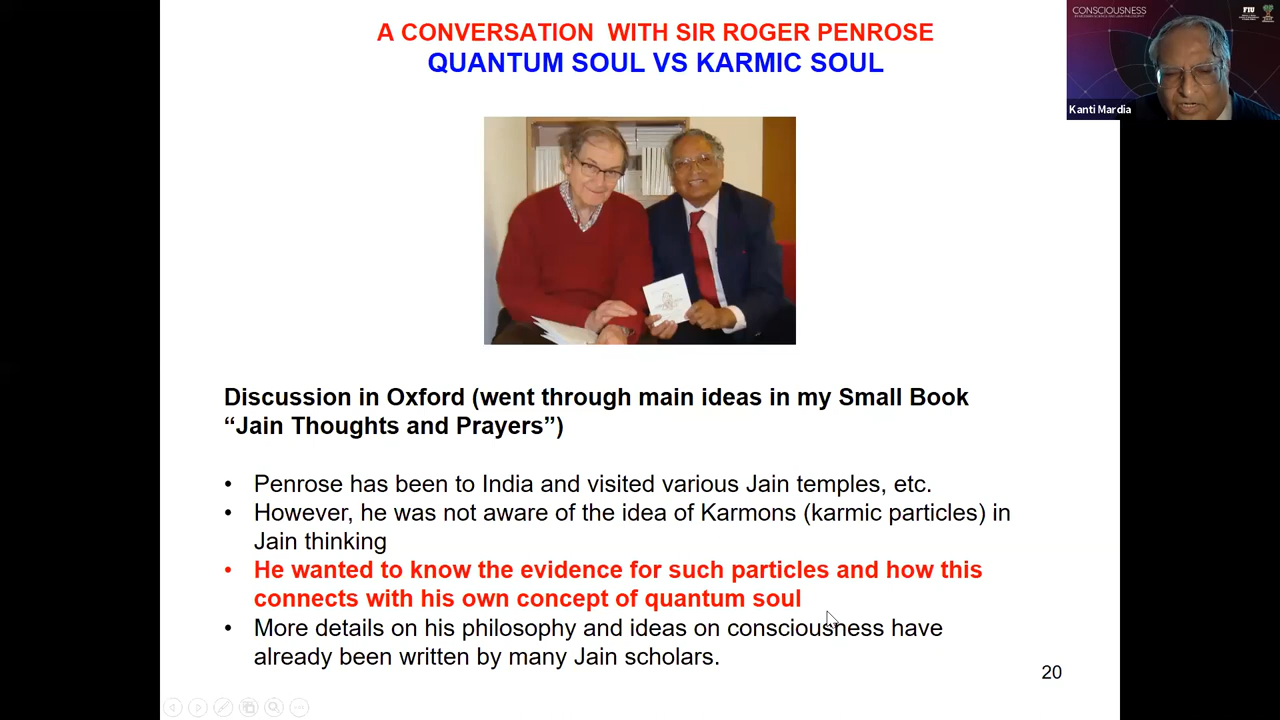 A CONVERSATION WITH SIR ROGER PENROSE
QUANTUM SOUL VS KARMIC SOUL
CONSCIOUSNESS
FIU
Kanti Mardia
Discussion in Oxford (went through main ideas in my Small Book
“Jain Thoughts and Prayers”)
• Penrose has been to India and visited various Jain temples, etc.
• However, he was not aware of the idea of Karmons (karmic particles) in
Jain thinking
• He wanted to know the evidence for such particles and how this
connects with his own concept of quantum soul
• More details on his philosophy and ideas on consciousness have
already been written by many Jain scholars.
20